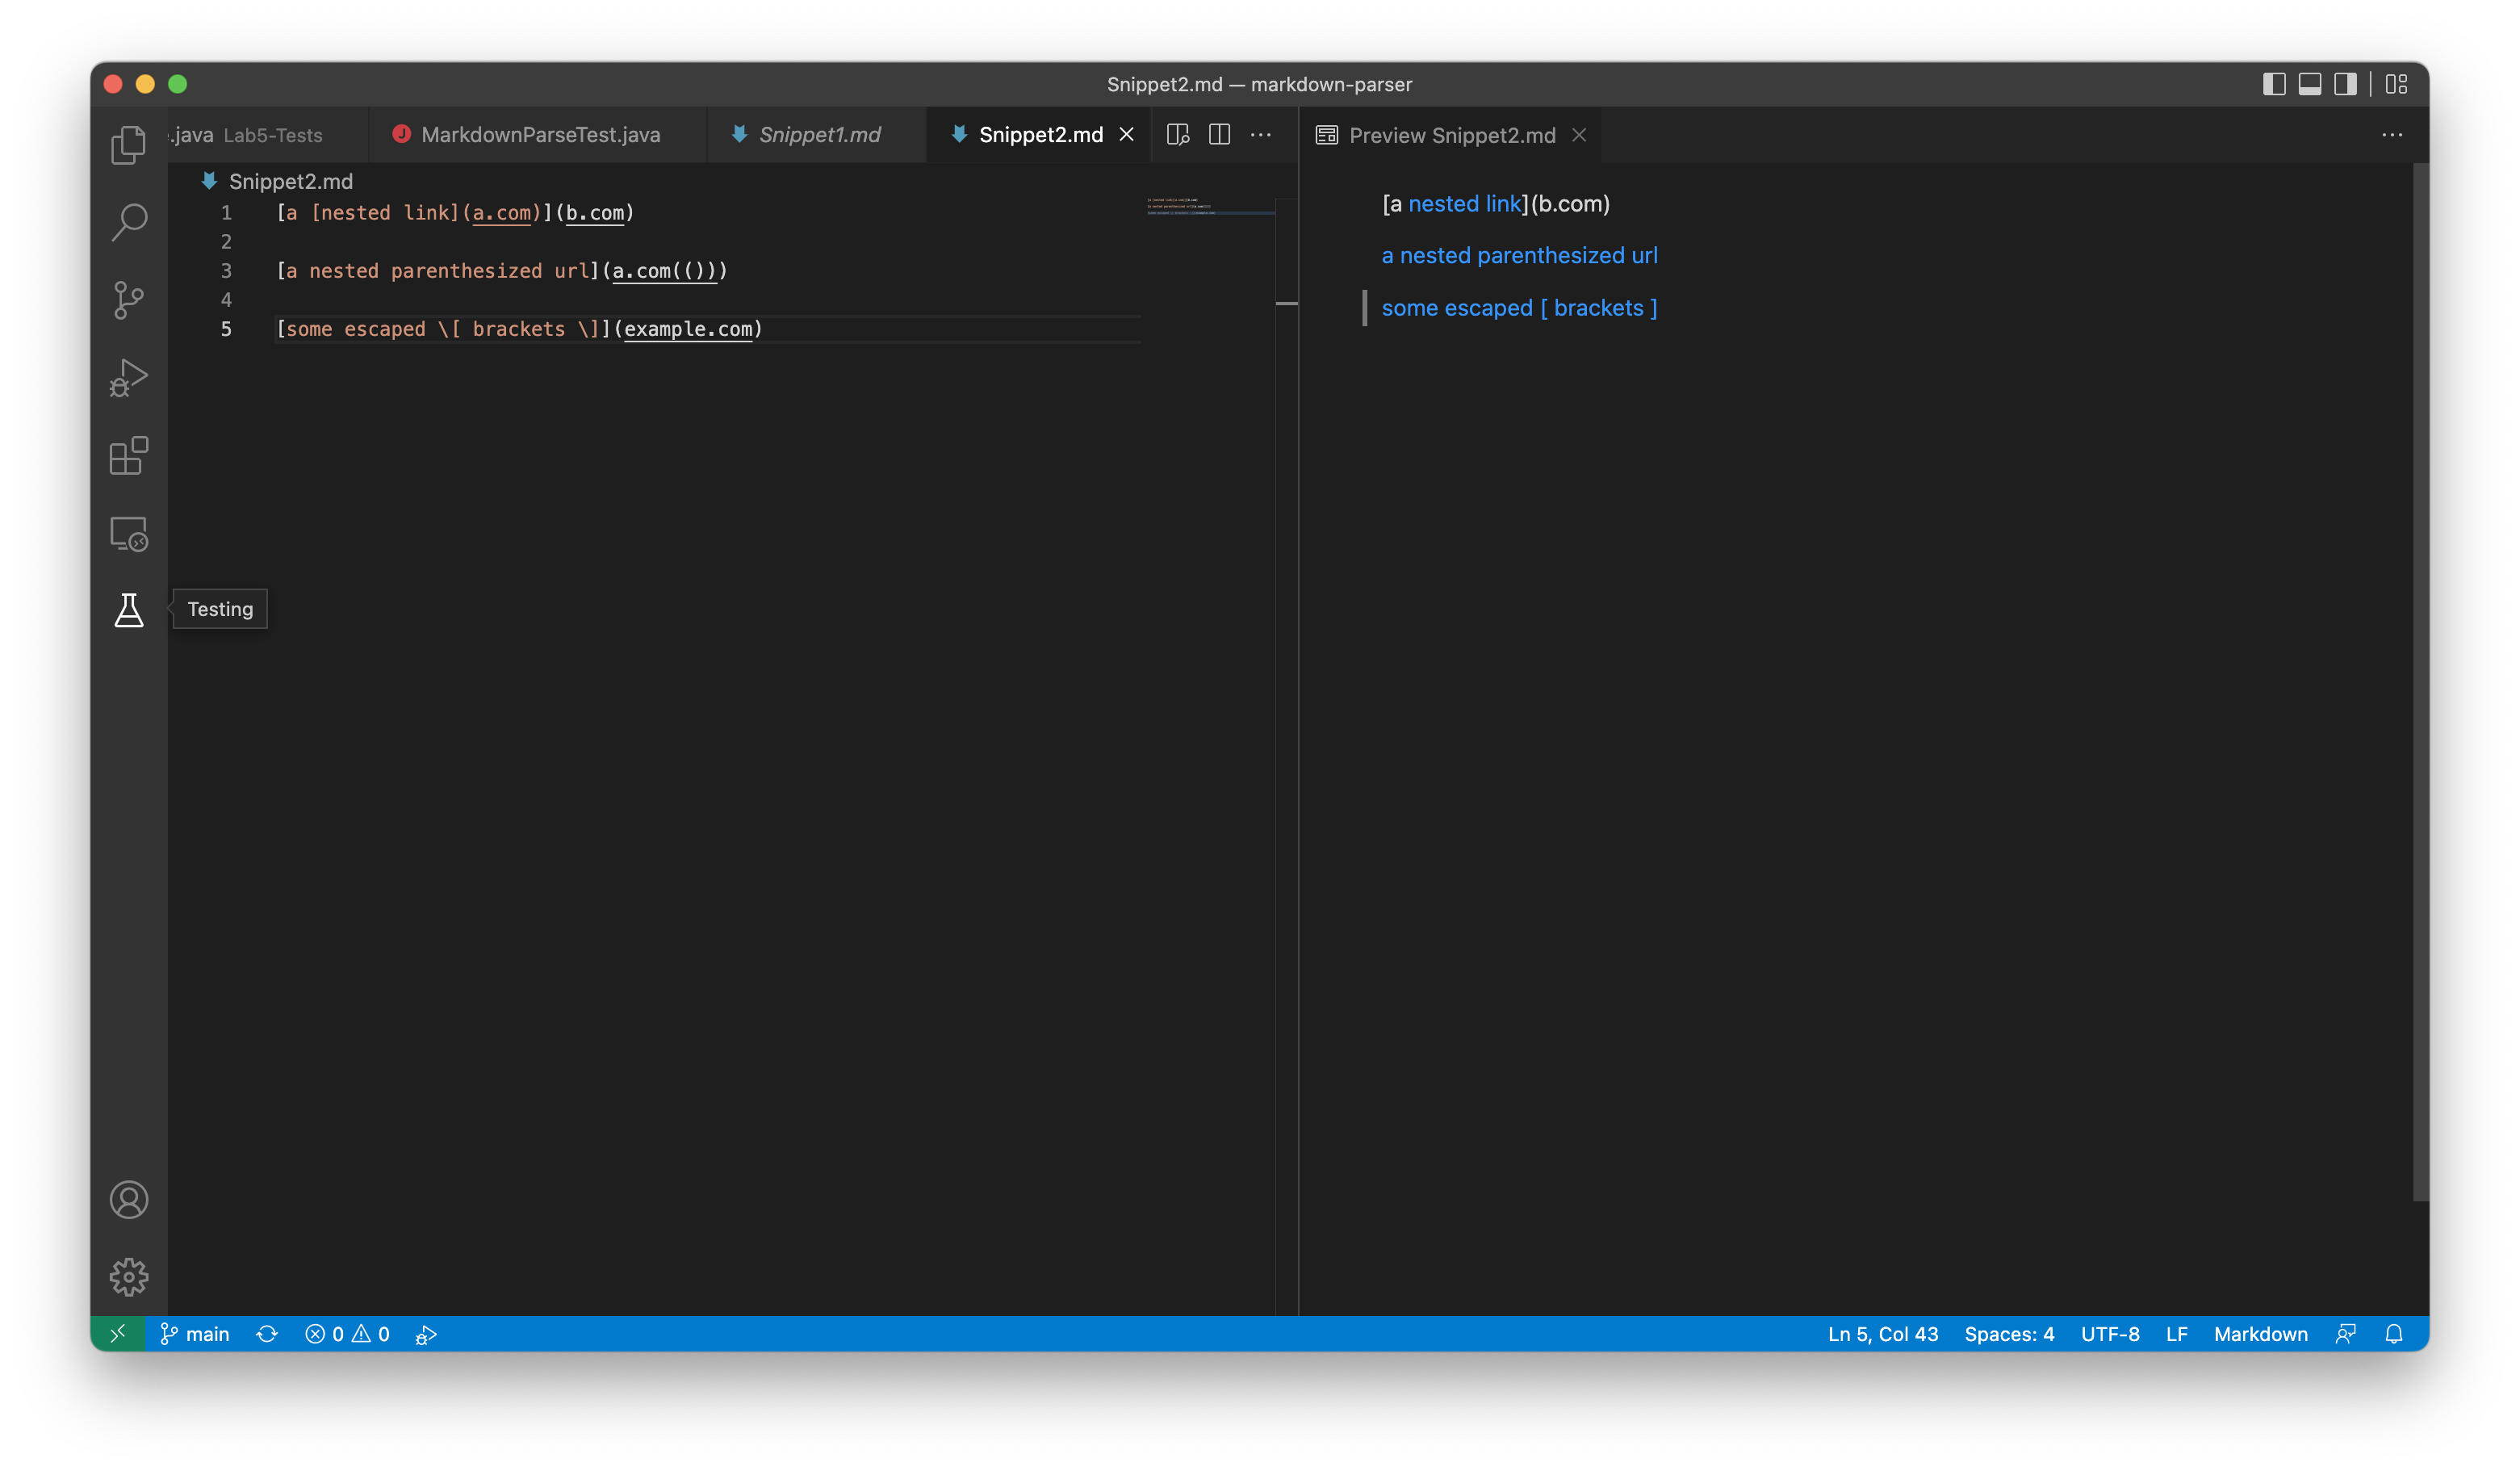 Snippet2.md — markdown-parser
.java Lab5-Tests MarkdownParseTest.java Snippet1.md Snippet2.md Preview Snippet2.md
Snippet2.md
1 [a [nested link](a.com)](b.com)
2
3 [a nested parenthesized url](a.com(()))
4
5 [some escaped \[ brackets \]](example.com)
[a nested link](b.com)
a nested parenthesized url
some escaped [ brackets ]
Testing
main 0 0 Ln 5, Col 43 Spaces: 4 UTF-8 LF Markdown